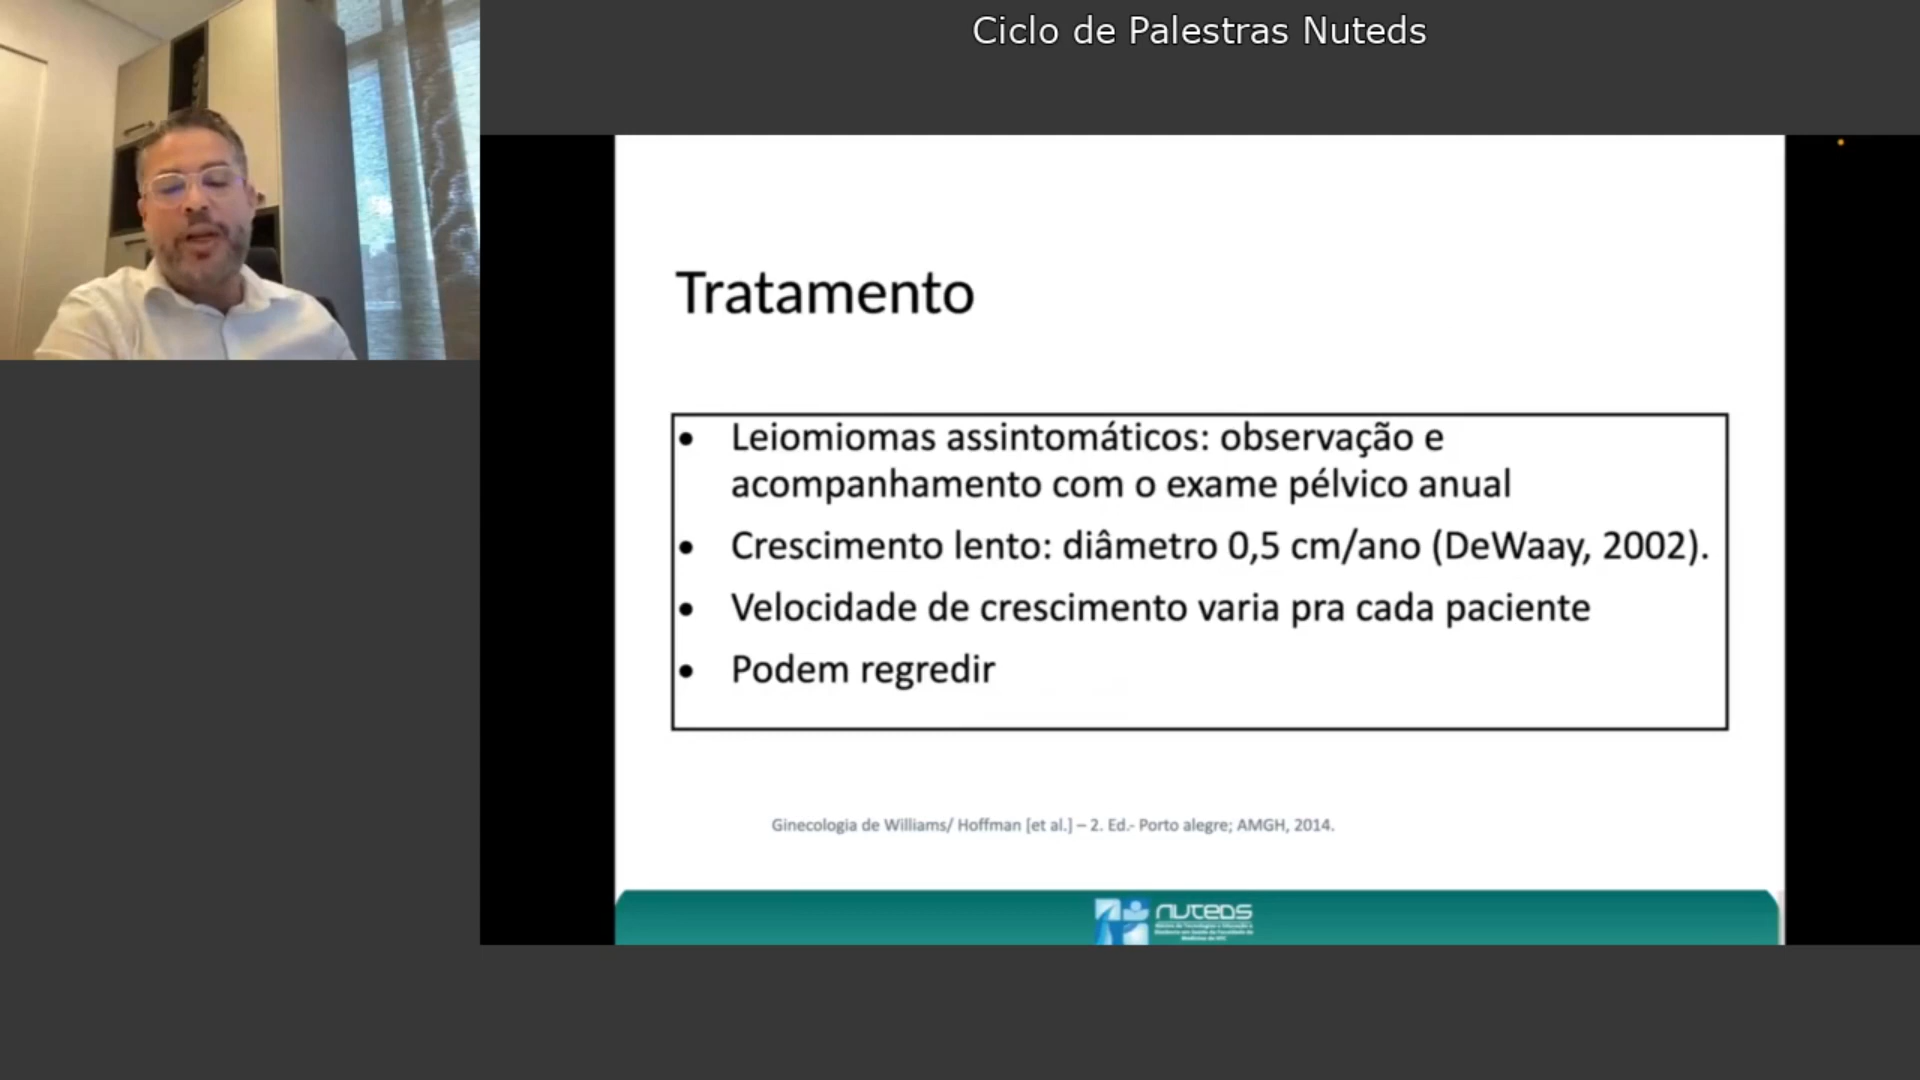 Ciclo de Palestras Nuteds
Tratamento
• Leiomiomas assintomáticos: observação e
acompanhamento com o exame pélvico anual
• Crescimento lento: diâmetro 0,5 cm/ano (DeWaay, 2002).
• Velocidade de crescimento varia pra cada paciente
• Podem regredir
Ginecologia de Williams/ Hoffman [et al.] – 2. Ed.- Porto alegre; AMGH, 2014.
NUTEDS